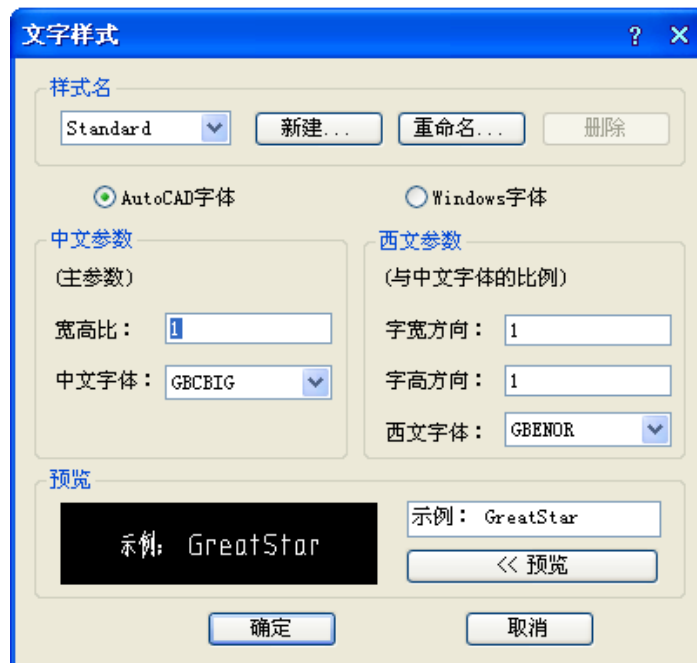 文字样式
样式名
Standard 新建... 重命名... 删除
AutoCAD字体 Windows字体
中文参数
(主参数)
宽高比： 1
中文字体： GBCBIG
西文参数
(与中文字体的比例)
字宽方向： 1
字高方向： 1
西文字体： GBENOR
预览
示例： GreatStar
示例： GreatStar
<< 预览
确定 取消